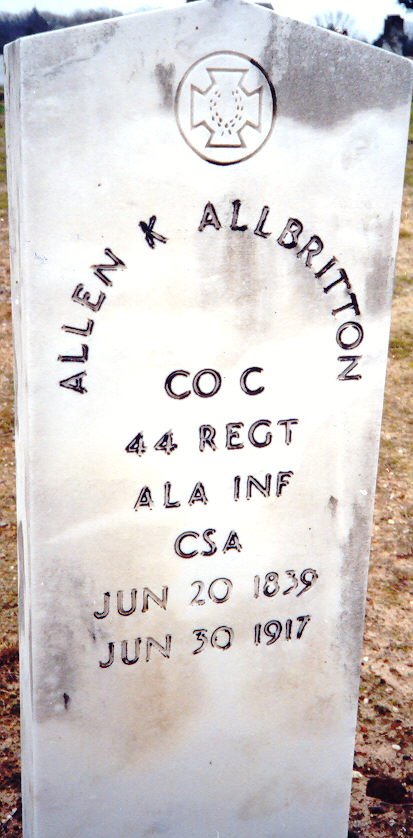 ALLEN K ALLBRITTON
CO C
44 REGT
ALA INF
CSA
JUN 20 1839
JUN 30 1917